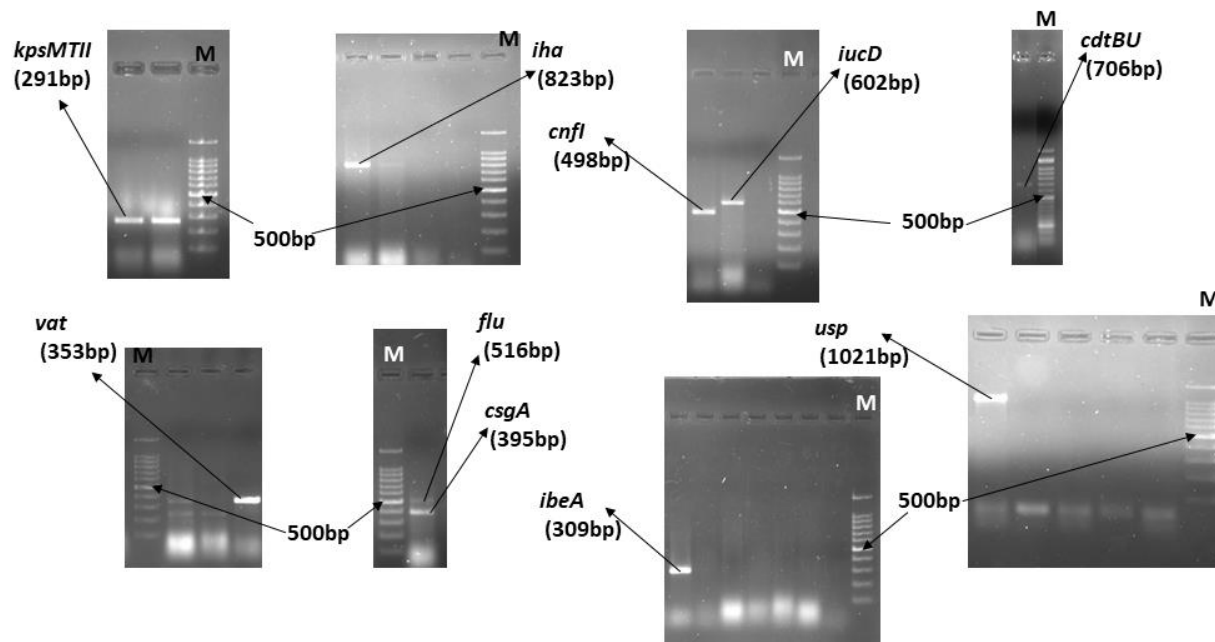 kpsMTII
(291bp)
M
iha
(823bp)
M
500bp
cnfI
(498bp)
iucD
(602bp)
M
cdtBU
(706bp)
M
500bp
vat
(353bp)
M
flu
(516bp)
csgA
(395bp)
M
500bp
ibeA
(309bp)
M
usp
(1021bp)
M
500bp